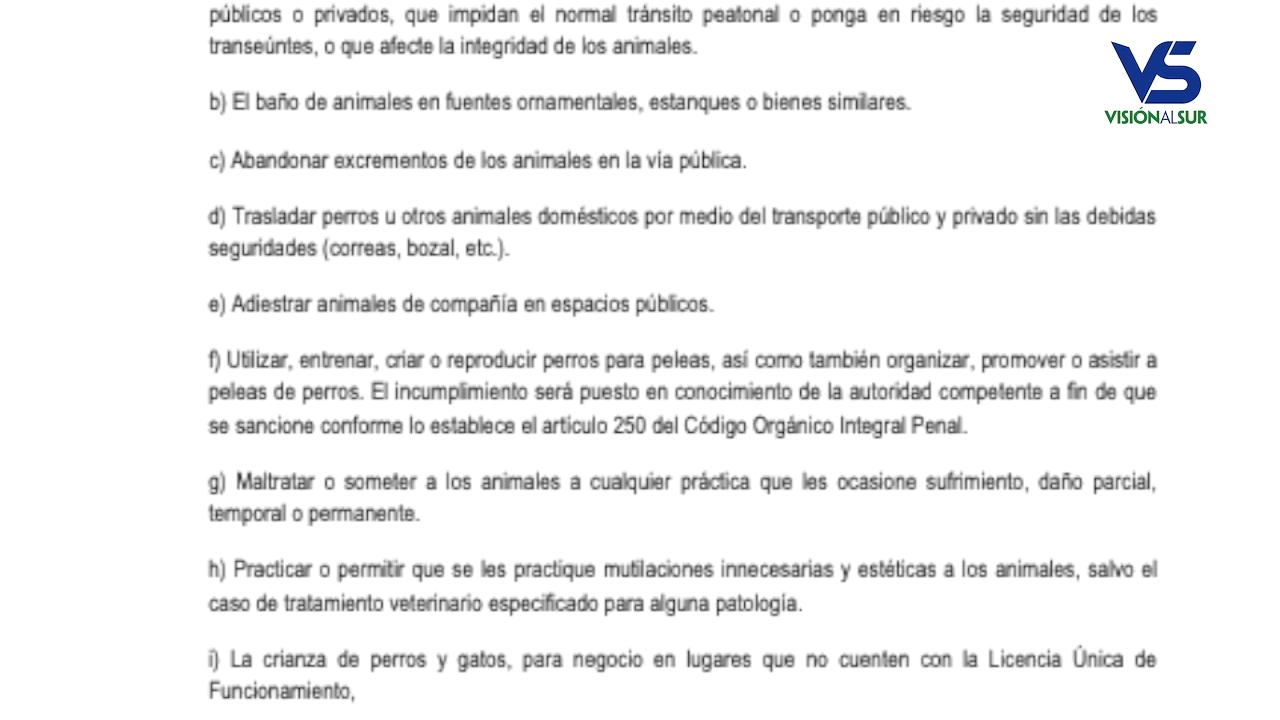 públicos o privados, que impidan el normal tránsito peatonal o ponga en riesgo la seguridad de los
transeúntes, o que afecte la integridad de los animales.
b) El baño de animales en fuentes ornamentales, estanques o bienes similares.
c) Abandonar excrementos de los animales en la vía pública.
d) Trasladar perros u otros animales domésticos por medio del transporte público y privado sin las debidas
seguridades (correas, bozal, etc.).
e) Adiestrar animales de compañía en espacios públicos.
f) Utilizar, entrenar, criar o reproducir perros para peleas, así como también organizar, promover o asistir a
peleas de perros. El incumplimiento será puesto en conocimiento de la autoridad competente a fin de que
se sancione conforme lo establece el artículo 250 del Código Orgánico Integral Penal.
g) Maltratar o someter a los animales a cualquier práctica que les ocasione sufrimiento, daño parcial,
temporal o permanente.
h) Practicar o permitir que se les practique mutilaciones innecesarias y estéticas a los animales, salvo el
caso de tratamiento veterinario especificado para alguna patología.
i) La crianza de perros y gatos, para negocio en lugares que no cuenten con la Licencia Única de
Funcionamiento,
VS
VISIÓNALSUR